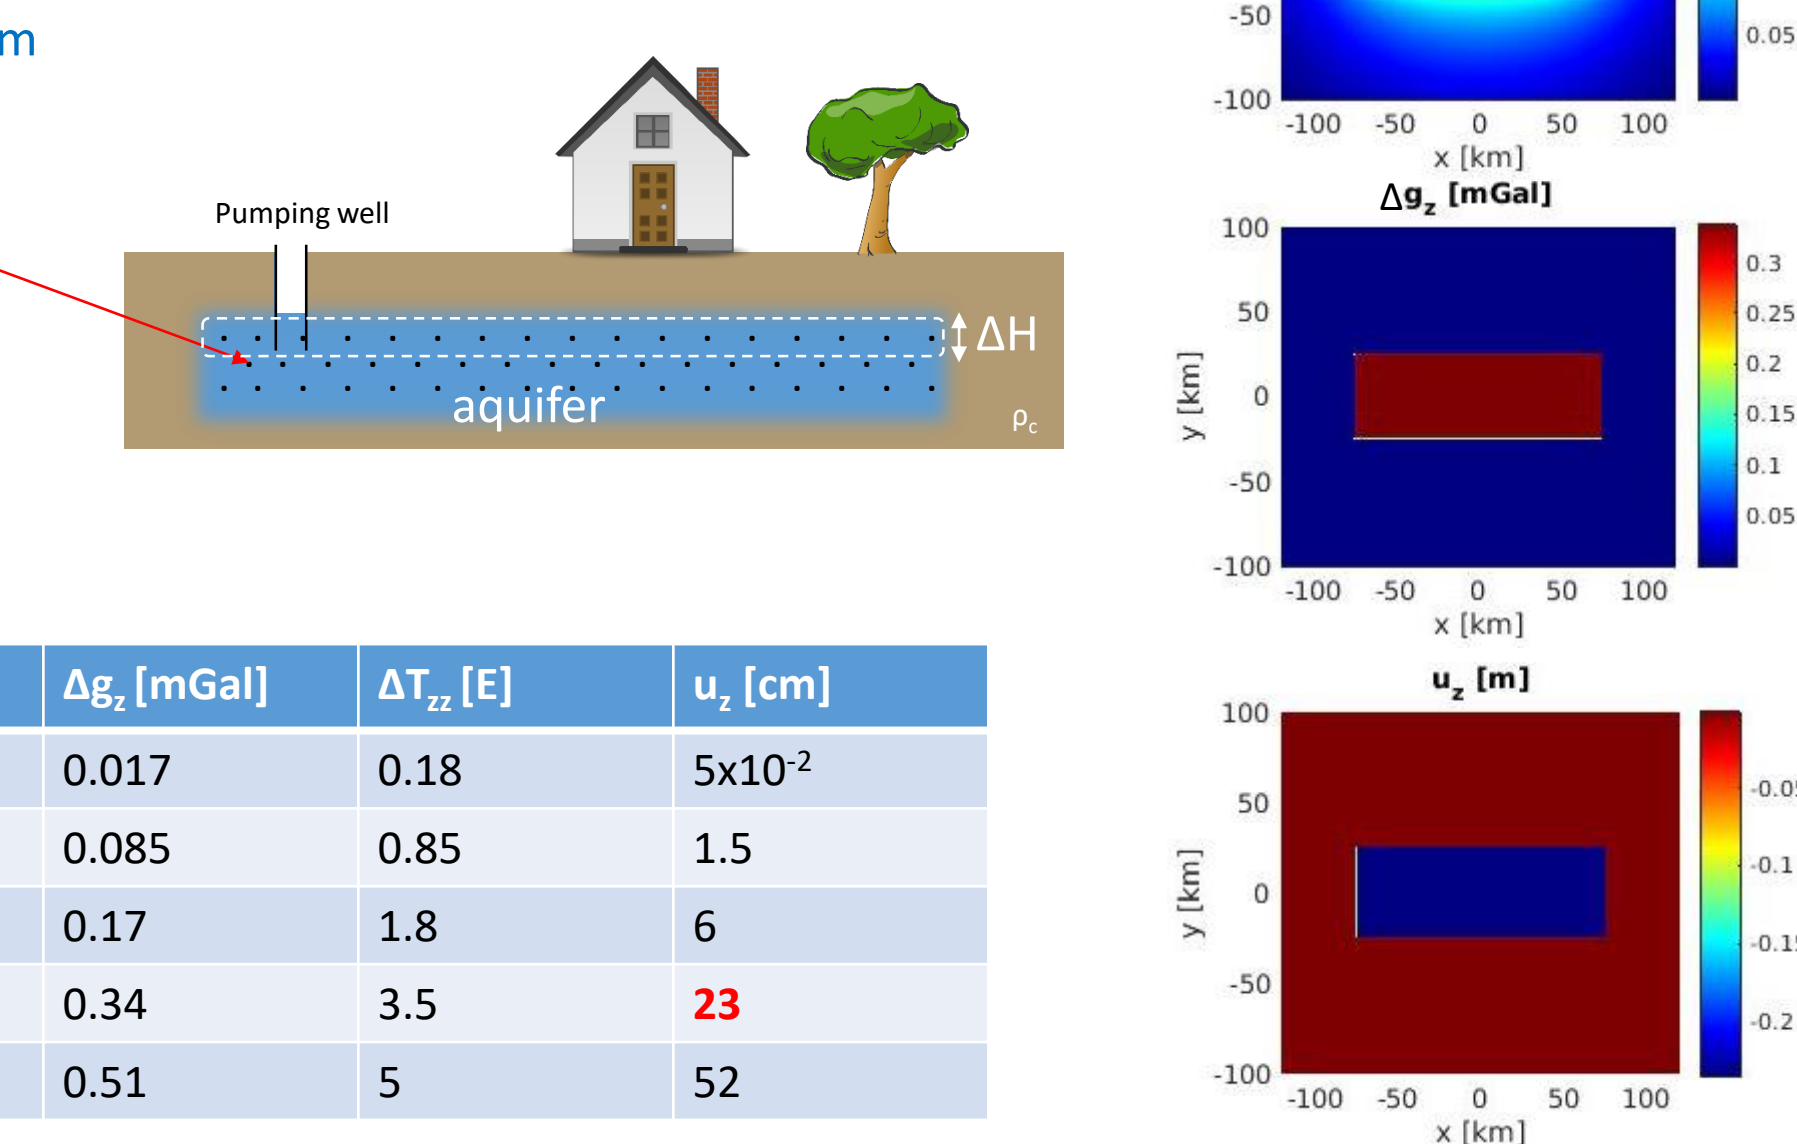 m
Pumping well
ΔH
aquifer
ρc
Δgz [mGal]
ΔTzz [E]
uz [cm]
0.017
0.18
5x10-2
0.085
0.85
1.5
0.17
1.8
6
0.34
3.5
23
0.51
5
52
-50
-100
-100 -50 0 50 100
x [km]
0.05
Δgz [mGal]
100
50
0
-50
-100
y [km]
-100 -50 0 50 100
x [km]
0.3
0.25
0.2
0.15
0.1
0.05
uz [m]
100
50
0
-50
-100
y [km]
-100 -50 0 50 100
x [km]
-0.05
-0.1
-0.15
-0.2